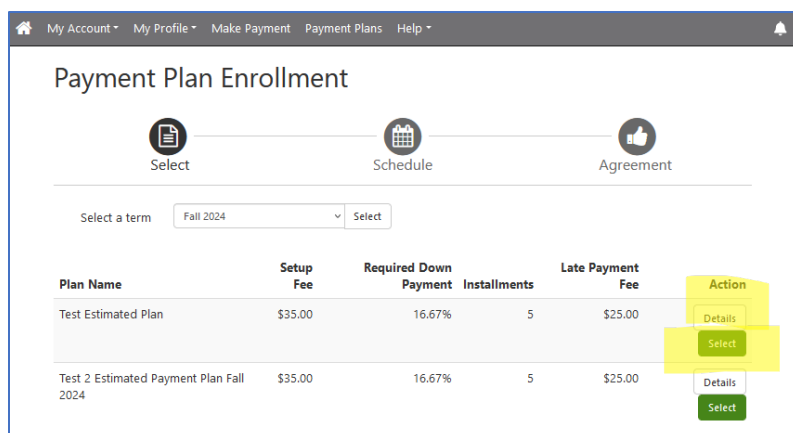 My Account My Profile Make Payment Payment Plans Help
Payment Plan Enrollment
Select Schedule Agreement
Select a term Fall 2024 Select
Setup Required Down Late Payment
Plan Name Fee Payment Installments Fee Action
Test Estimated Plan $35.00 16.67% 5 $25.00 Details
Select
Test 2 Estimated Payment Plan Fall $35.00 16.67% 5 $25.00 Details
2024
Select